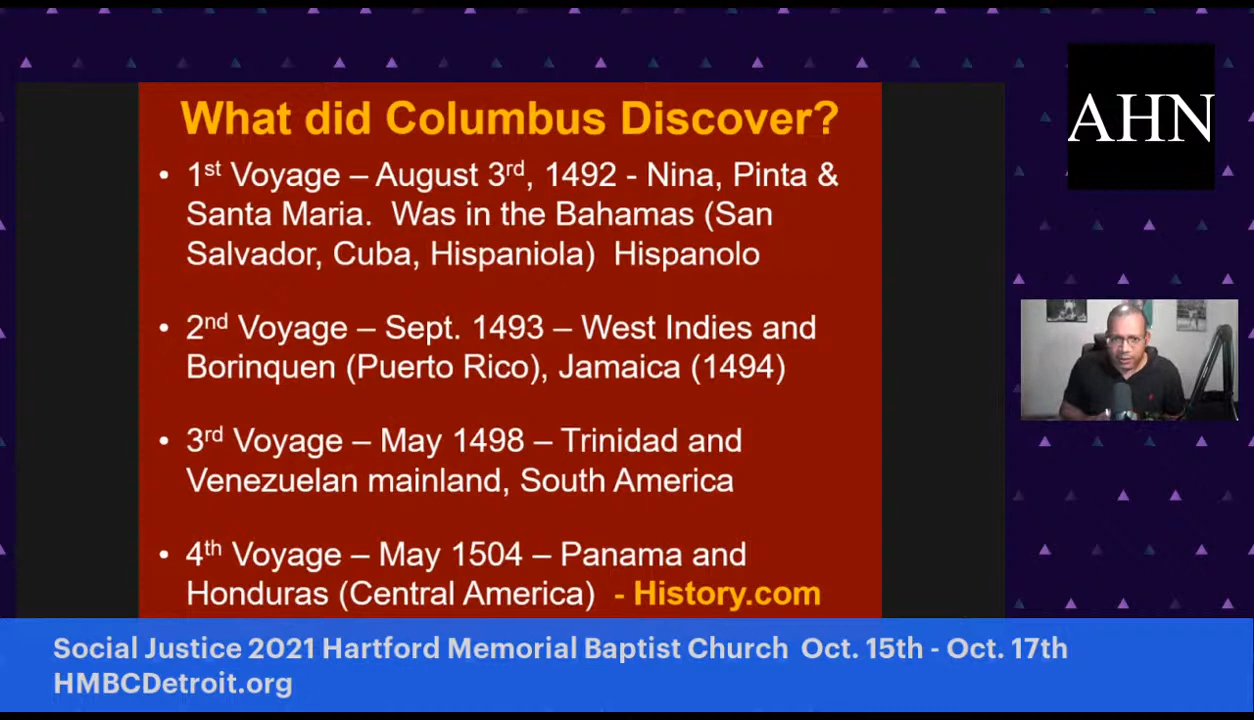 What did Columbus Discover?
• 1st Voyage – August 3rd, 1492 - Nina, Pinta &
Santa Maria.  Was in the Bahamas (San
Salvador, Cuba, Hispaniola)  Hispanolo
• 2nd Voyage – Sept. 1493 – West Indies and
Borinquen (Puerto Rico), Jamaica (1494)
• 3rd Voyage – May 1498 – Trinidad and
Venezuelan mainland, South America
• 4th Voyage – May 1504 – Panama and
Honduras (Central America)  - History.com
AHN
Social Justice 2021 Hartford Memorial Baptist Church  Oct. 15th - Oct. 17th
HMBCDetroit.org